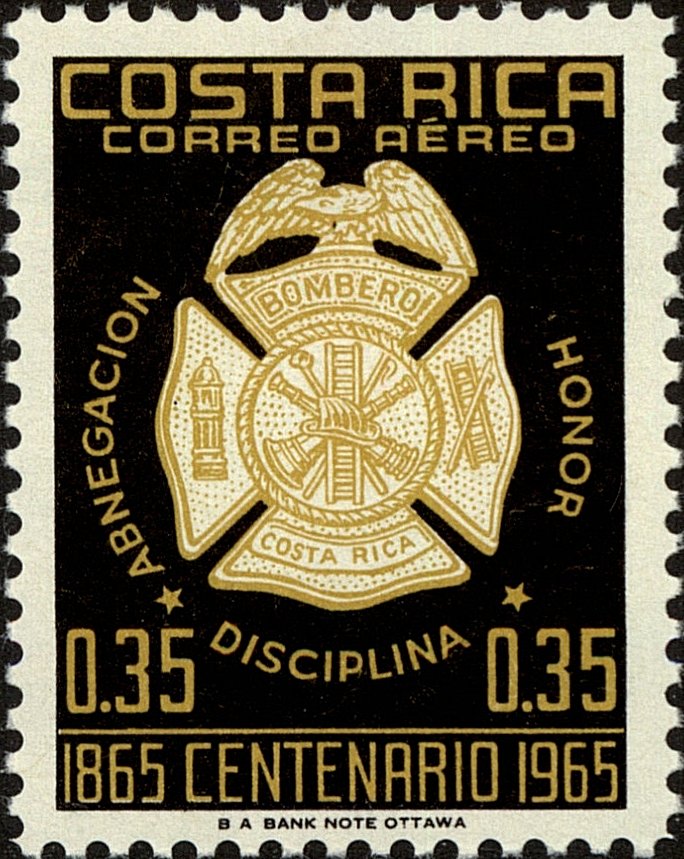 COSTA RICA
CORREO AÉREO
BOMBERO
ABNEGACION
HONOR
COSTA RICA
DISCIPLINA
0.35 0.35
1865 CENTENARIO 1965
B A BANK NOTE OTTAWA